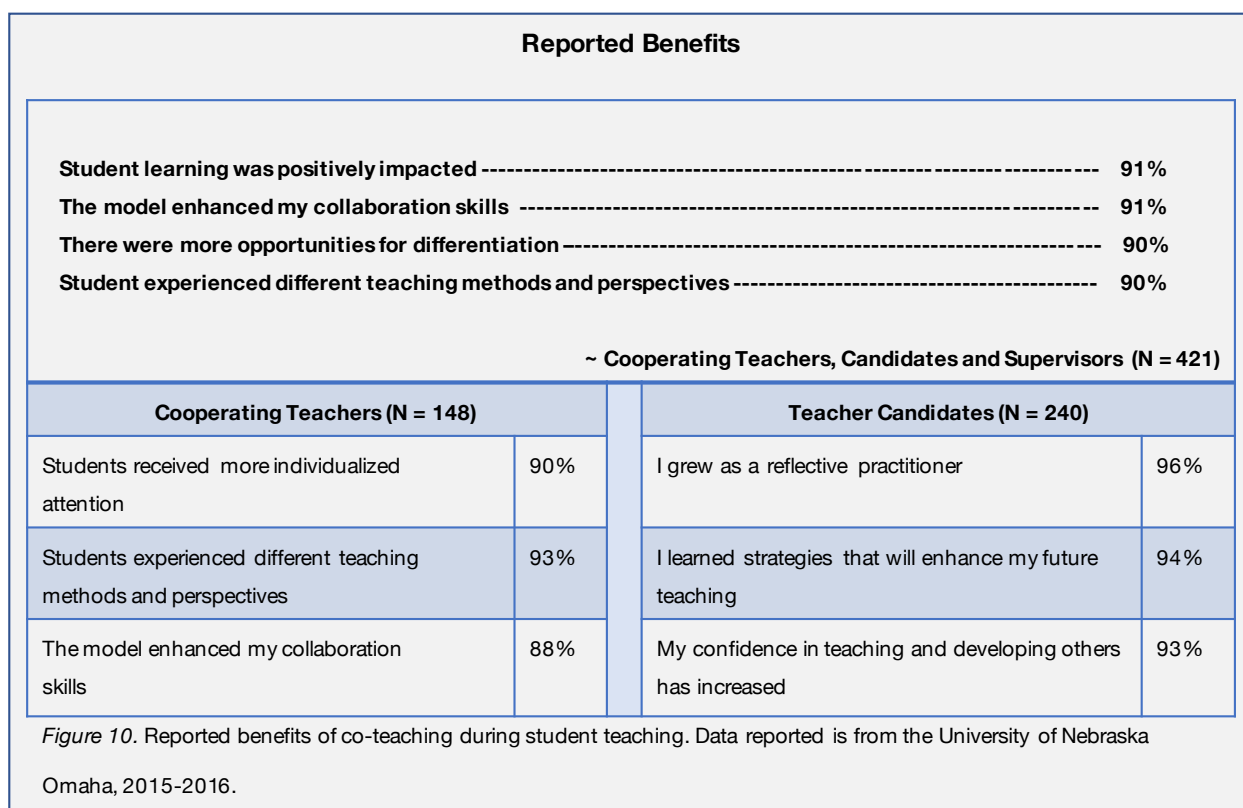 Reported Benefits
Student learning was positively impacted ------------------------------------------------------------------------- 91%
The model enhanced my collaboration skills -------------------------------------------------------------------- 91%
There were more opportunities for differentiation --------------------------------------------------------------- 90%
Student experienced different teaching methods and perspectives ------------------------------------------- 90%
~ Cooperating Teachers, Candidates and Supervisors (N = 421)
Cooperating Teachers (N = 148)
Students received more individualized
attention
90%
Students experienced different teaching
methods and perspectives
93%
The model enhanced my collaboration
skills
88%
Teacher Candidates (N = 240)
I grew as a reflective practitioner
96%
I learned strategies that will enhance my future
teaching
94%
My confidence in teaching and developing others
has increased
93%
Figure 10. Reported benefits of co-teaching during student teaching. Data reported is from the University of Nebraska
Omaha, 2015-2016.